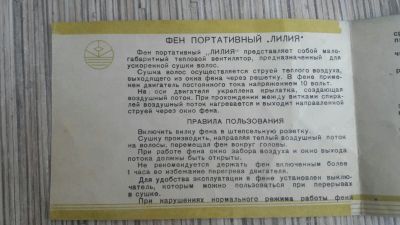 ФЕН ПОРТАТИВНЫЙ „ЛИЛИЯ"
Фен портативный „ЛИЛИЯ" представляет собой мало-
габаритный тепловой вентилятор, предназначенный для
ускоренной сушки волос.
Сушка волос осуществляется струей теплого воздуха,
выходящего из окна фена через решетку. В фене приме-
нен двигатель постоянного тока напряжением 10 вольт.
На оси двигателя укреплена крыльчатка, создающая
воздушный поток. При прохождении между витками спирали
воздушный поток нагревается и выходит направленной
струей через окно фена.
ПРАВИЛА ПОЛЬЗОВАНИЯ
Включить вилку фена в штепсельную розетку.
Сушку производить, направляя теплый воздушный поток
на волосы, перемещая фен вокруг головы.
При работе фена окно забора воздуха и окно выхода
потока должны быть открыты.
Не рекомендуется держать фен включенным более
1 часа во избежание перегрева двигателя.
Для удобства эксплуатации в фене установлен выклю-
чатель, которым можно пользоваться при перерывах
в сушке.
При нарушениях нормального режима работы фена